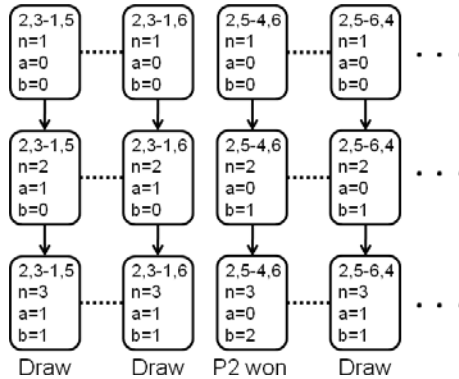 2,3-1,5
n=1
a=0
b=0
2,3-1,6
n=1
a=0
b=0
2,5-4,6
n=1
a=0
b=0
2,5-6,4
n=1
a=0
b=0
2,3-1,5
n=2
a=1
b=0
2,3-1,6
n=2
a=1
b=0
2,5-4,6
n=2
a=0
b=1
2,5-6,4
n=2
a=0
b=1
2,3-1,5
n=3
a=1
b=1
2,3-1,6
n=3
a=1
b=1
2,5-4,6
n=3
a=0
b=2
2,5-6,4
n=3
a=1
b=1
Draw Draw P2 won Draw